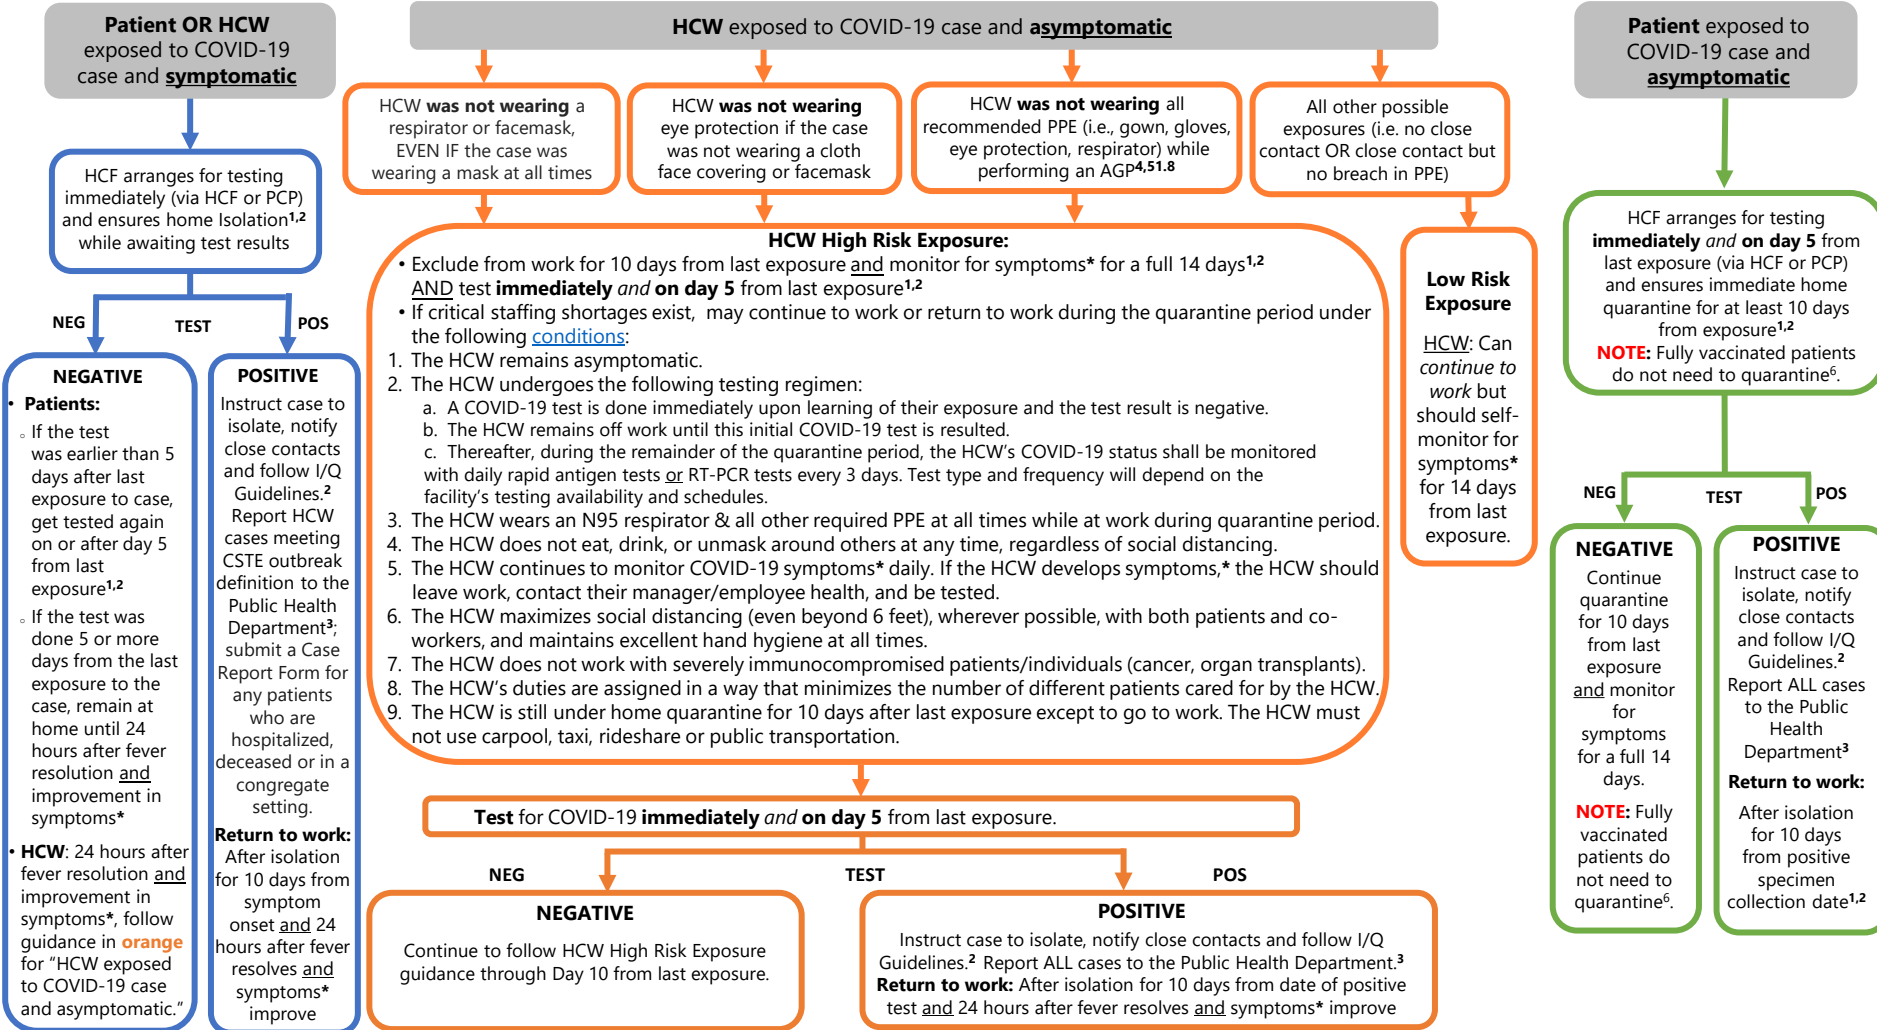 Patient OR HCW
exposed to COVID-19
case and symptomatic
HCF arranges for testing
immediately (via HCF or PCP)
and ensures home Isolation1,2
while awaiting test results
NEG
TEST
POS
NEGATIVE
• Patients:
○ If the test
was earlier than 5
days after last
exposure to case,
get tested again
on or after day 5
from last
exposure1,2
○ If the test was
done 5 or more
days from the last
exposure to the
case, remain at
home until 24
hours after fever
resolution and
improvement in
symptoms*
• HCW: 24 hours after
fever resolution and
improvement in
symptoms*, follow
guidance in orange
for “HCW exposed
to COVID-19 case
and asymptomatic.”
POSITIVE
Instruct case to
isolate, notify
close contacts
and follow I/Q
Guidelines.2
Report HCW
cases meeting
CSTE outbreak
definition to the
Public Health
Department3;
submit a Case
Report Form for
any patients
who are
hospitalized,
deceased or in a
congregate
setting.
Return to work:
After isolation
for 10 days from
symptom
onset and 24
hours after fever
resolves and
symptoms*
improve
HCW exposed to COVID-19 case and asymptomatic
HCW was not wearing a
respirator or facemask,
EVEN IF the case was
wearing a mask at all times
HCW was not wearing
eye protection if the case
was not wearing a cloth
face covering or facemask
HCW was not wearing all
recommended PPE (i.e., gown, gloves,
eye protection, respirator) while
performing an AGP4,51.8
All other possible
exposures (i.e. no close
contact OR close contact but
no breach in PPE)
HCW High Risk Exposure:
• Exclude from work for 10 days from last exposure and monitor for symptoms* for a full 14 days1,2
AND test immediately and on day 5 from last exposure1,2
• If critical staffing shortages exist, may continue to work or return to work during the quarantine period under
the following conditions:
1. The HCW remains asymptomatic.
2. The HCW undergoes the following testing regimen:
a. A COVID-19 test is done immediately upon learning of their exposure and the test result is negative.
b. The HCW remains off work until this initial COVID-19 test is resulted.
c. Thereafter, during the remainder of the quarantine period, the HCW’s COVID-19 status shall be monitored
with daily rapid antigen tests or RT-PCR tests every 3 days. Test type and frequency will depend on the
facility’s testing availability and schedules.
3. The HCW wears an N95 respirator & all other required PPE at all times while at work during quarantine period.
4. The HCW does not eat, drink, or unmask around others at any time, regardless of social distancing.
5. The HCW continues to monitor COVID-19 symptoms* daily. If the HCW develops symptoms,* the HCW should
leave work, contact their manager/employee health, and be tested.
6. The HCW maximizes social distancing (even beyond 6 feet), wherever possible, with both patients and co-
workers, and maintains excellent hand hygiene at all times.
7. The HCW does not work with severely immunocompromised patients/individuals (cancer, organ transplants).
8. The HCW’s duties are assigned in a way that minimizes the number of different patients cared for by the HCW.
9. The HCW is still under home quarantine for 10 days after last exposure except to go to work. The HCW must
not use carpool, taxi, rideshare or public transportation.
Low Risk
Exposure
HCW: Can
continue to
work but
should self-
monitor for
symptoms*
for 14 days
from last
exposure.
Test for COVID-19 immediately and on day 5 from last exposure.
NEG
TEST
POS
NEGATIVE
Continue to follow HCW High Risk Exposure
guidance through Day 10 from last exposure.
POSITIVE
Instruct case to isolate, notify close contacts and follow I/Q
Guidelines.2 Report ALL cases to the Public Health Department.3
Return to work: After isolation for 10 days from date of positive
test and 24 hours after fever resolves and symptoms* improve
Patient exposed to
COVID-19 case and
asymptomatic
HCF arranges for testing
immediately and on day 5 from
last exposure (via HCF or PCP)
and ensures immediate home
quarantine for at least 10 days
from exposure1,2
NOTE: Fully vaccinated patients
do not need to quarantine6.
NEG
TEST
POS
NEGATIVE
Continue
quarantine
for 10 days
from last
exposure
and monitor
for
symptoms
for a full 14
days.
NOTE: Fully
vaccinated
patients do
not need to
quarantine6.
POSITIVE
Instruct case to
isolate, notify
close contacts
and follow I/Q
Guidelines.2
Report ALL cases
to the Public
Health
Department3
Return to work:
After isolation
for 10 days
from positive
specimen
collection date1,2